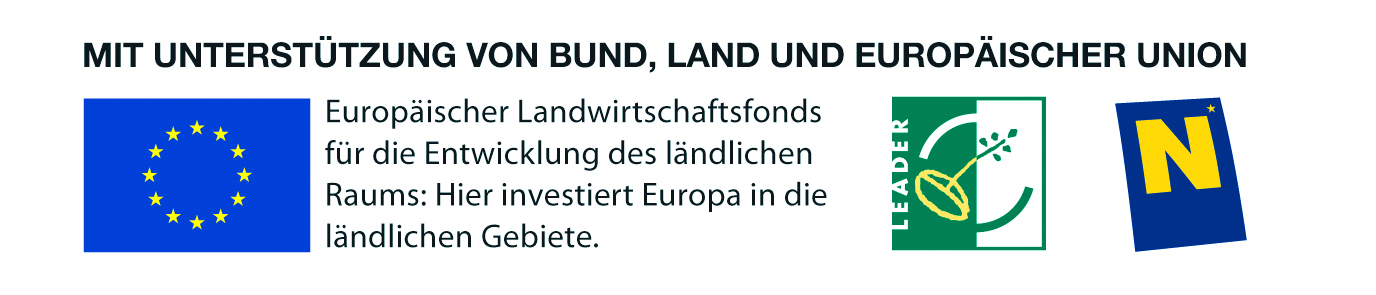 MIT UNTERSTÜTZUNG VON BUND, LAND UND EUROPÄISCHER UNION
Europäischer Landwirtschaftsfonds
für die Entwicklung des ländlichen
Raums: Hier investiert Europa in die
ländlichen Gebiete.
LEADER
N